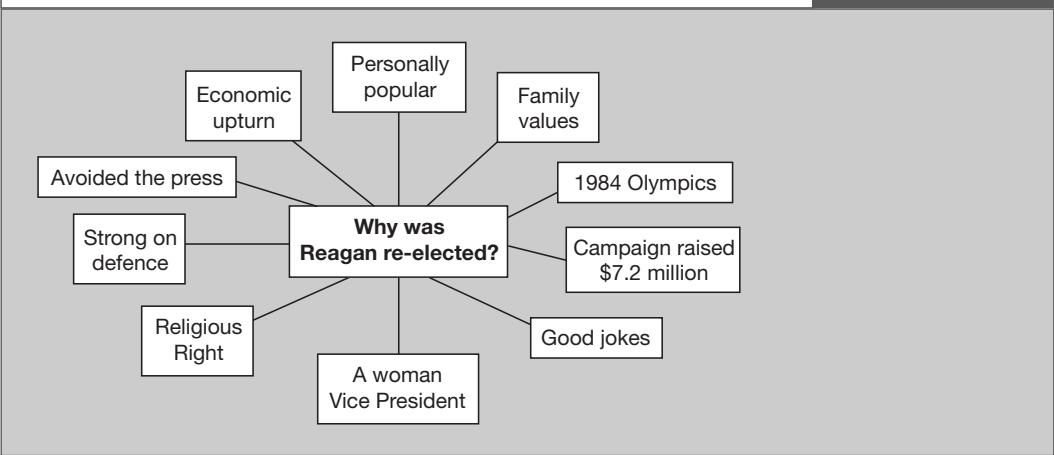 Personally
popular
Economic
upturn
Family
values
Avoided the press
1984 Olympics
Why was
Reagan re-elected?
Strong on
defence
Campaign raised
$7.2 million
Religious
Right
Good jokes
A woman
Vice President